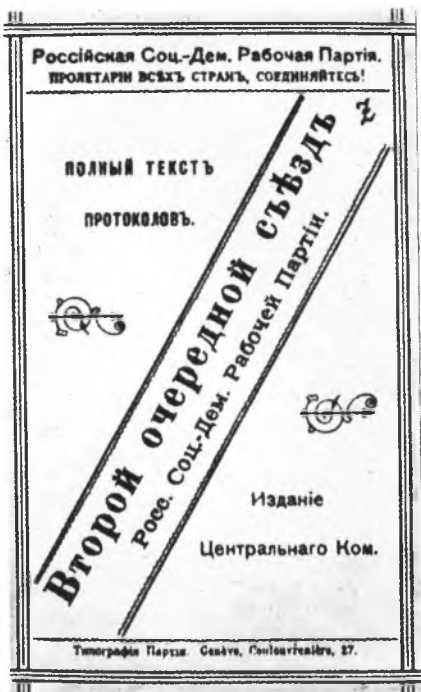 Россійская Соц.-Дем. Рабочая Партія.
ПРОЛЕТАРІИ ВСѢХЪ СТРАНЪ, СОЕДИНЯЙТЕСЬ!
ПОЛНЫЙ ТЕКСТЪ
ПРОТОКОЛОВЪ.
Второй очередной съѣздъ
Росс. Соц.-Дем. Рабочей Партіи.
Изданіе
Центральнаго Ком.
Типографія Партіи. Genève, Coulouvrenière, 27.